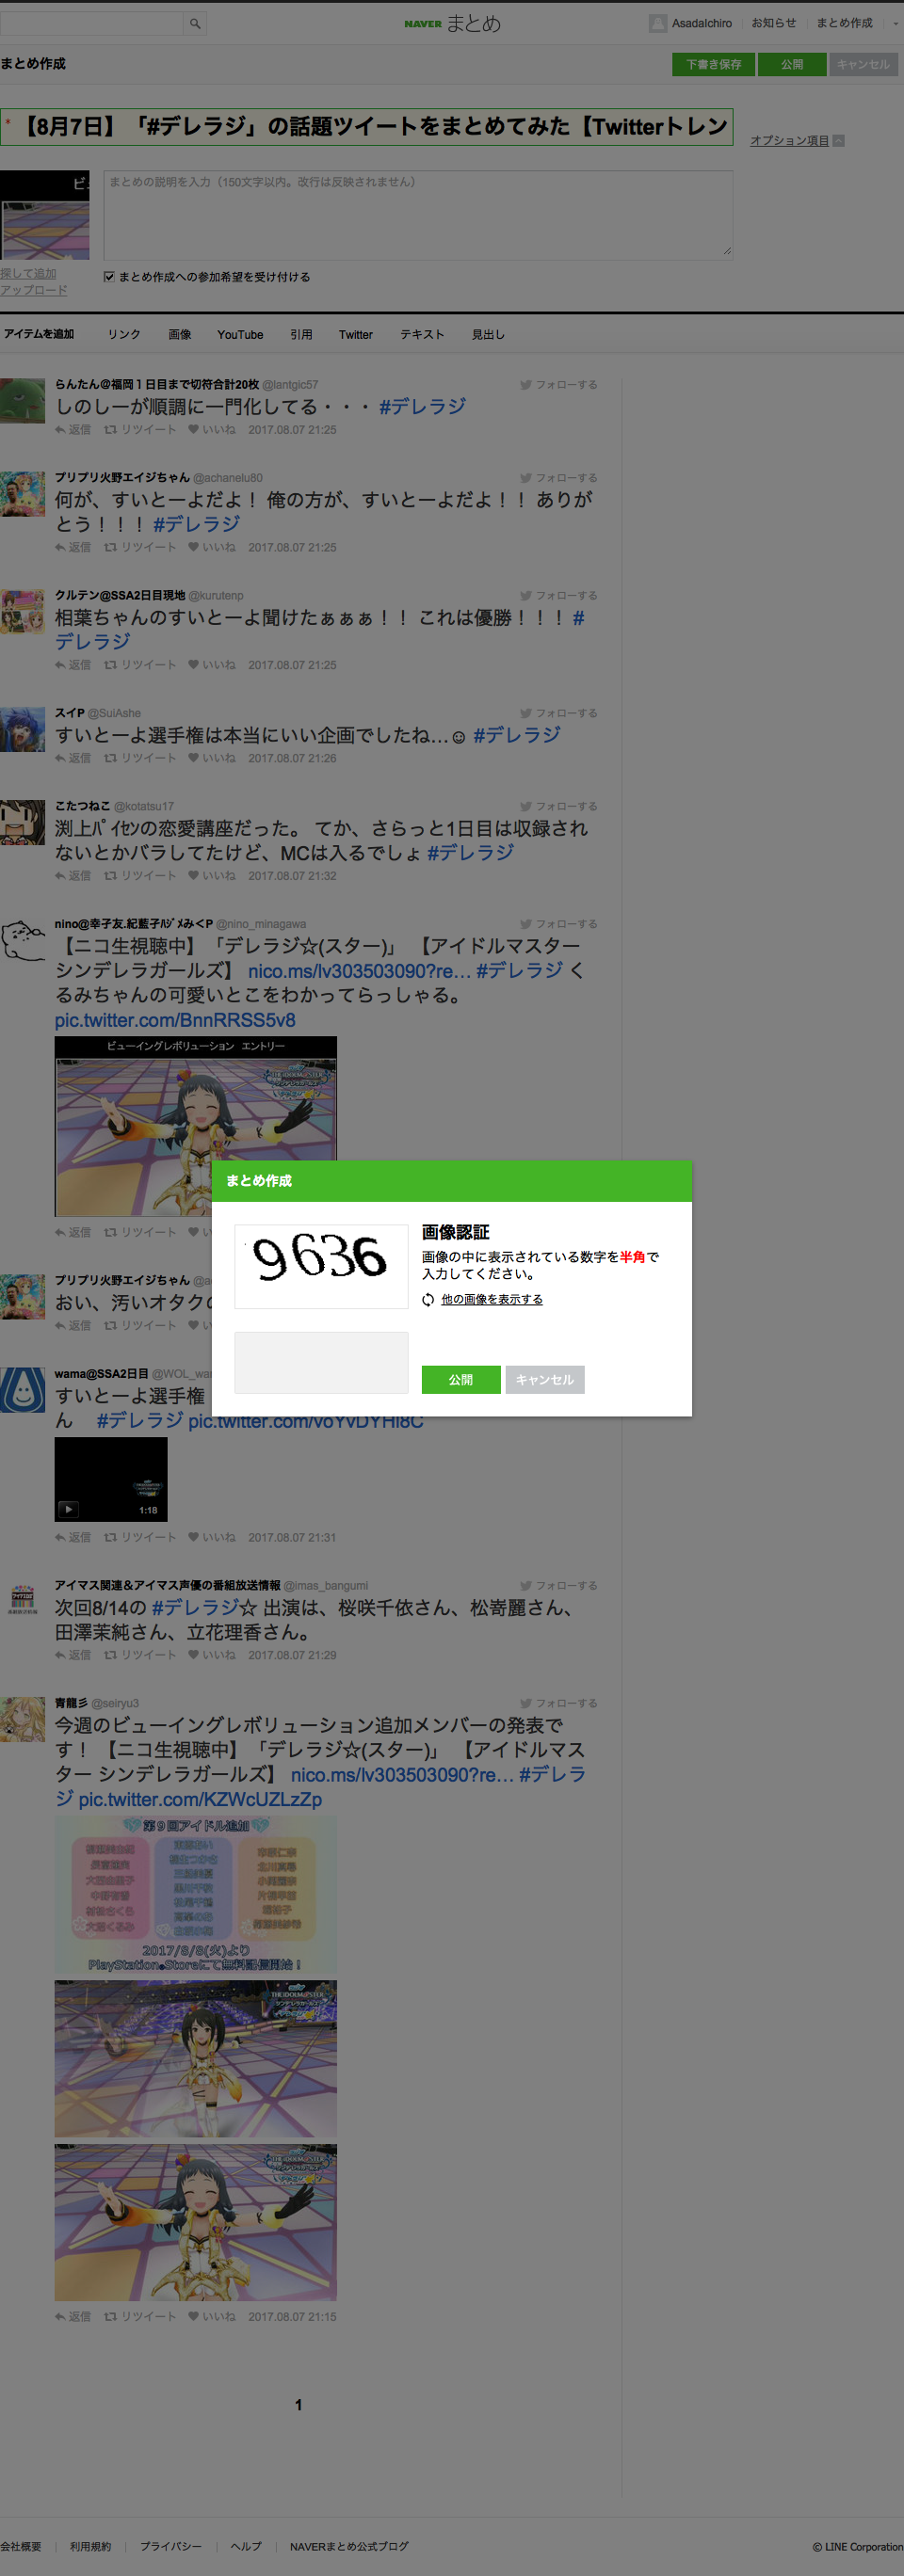 NAVER まとめ
AsadaIchiro お知らせ まとめ作成
まとめ作成
下書き保存 公開 キャンセル
* 【8月7日】「#デレラジ」の話題ツイートをまとめてみた【Twitterトレン
オプション項目
まとめの説明を入力（150文字以内。改行は反映されません）
探して追加
アップロード
まとめ作成への参加希望を受け付ける
アイテムを追加 リンク 画像 YouTube 引用 Twitter テキスト 見出し
らんたん@福岡１日目まで切符合計20枚 @lantgic57 フォローする
しのしーが順調に一門化してる・・・ #デレラジ
返信 リツイート いいね 2017.08.07 21:25
プリプリ火野エイジちゃん @achanelu80 フォローする
何が、すいとーよだよ！ 俺の方が、すいとーよだよ！！ ありが
とう！！！ #デレラジ
返信 リツイート いいね 2017.08.07 21:25
クルテン@SSA2日目現地 @kurutenp フォローする
相葉ちゃんのすいとーよ聞けたぁぁぁ！！ これは優勝！！！ #
デレラジ
返信 リツイート いいね 2017.08.07 21:25
スイP @SuiAshe フォローする
すいとーよ選手権は本当にいい企画でしたね…☺ #デレラジ
返信 リツイート いいね 2017.08.07 21:26
こたつねこ @kotatsu17 フォローする
渕上ﾊﾟｲｾﾝの恋愛講座だった。 てか、さらっと1日目は収録され
ないとかバラしてたけど、MCは入るでしょ #デレラジ
返信 リツイート いいね 2017.08.07 21:32
nino@幸子友.紀藍子ﾊｼﾞﾒみくP @nino_minagawa フォローする
【ニコ生視聴中】「デレラジ☆(スター)」 【アイドルマスター
シンデレラガールズ】 nico.ms/lv303503090?re… #デレラジ く
るみちゃんの可愛いとこをわかってらっしゃる。
pic.twitter.com/BnnRRSS5v8
ビューイングレボリューション エントリー
返信
まとめ作成
9636
画像認証
画像の中に表示されている数字を半角で
入力してください。
他の画像を表示する
公開 キャンセル
プリプリ火野エイジちゃん
おい、汚いオタクの
返信
wama@SSA2日目
すいとーよ選手権
ん #デレラジ pic.twitter.com/voYvDYHi8C
1:18
返信 リツイート いいね 2017.08.07 21:31
アイマス関連＆アイマス声優の番組放送情報 @imas_bangumi フォローする
次回8/14の #デレラジ☆ 出演は、桜咲千依さん、松嵜麗さん、
田澤茉純さん、立花理香さん。
返信 リツイート いいね 2017.08.07 21:29
青龍彡 @seiryu3 フォローする
今週のビューイングレボリューション追加メンバーの発表で
す！ 【ニコ生視聴中】「デレラジ☆(スター)」 【アイドルマス
ター シンデレラガールズ】 nico.ms/lv303503090?re… #デレラ
ジ pic.twitter.com/KZWcUZLzZp
第９回アイドル追加
2017/8/8(火)より
PlayStation●Storeにて無料配信開始！
返信 リツイート いいね 2017.08.07 21:15
1
会社概要 利用規約 プライバシー ヘルプ NAVERまとめ公式ブログ
© LINE Corporation